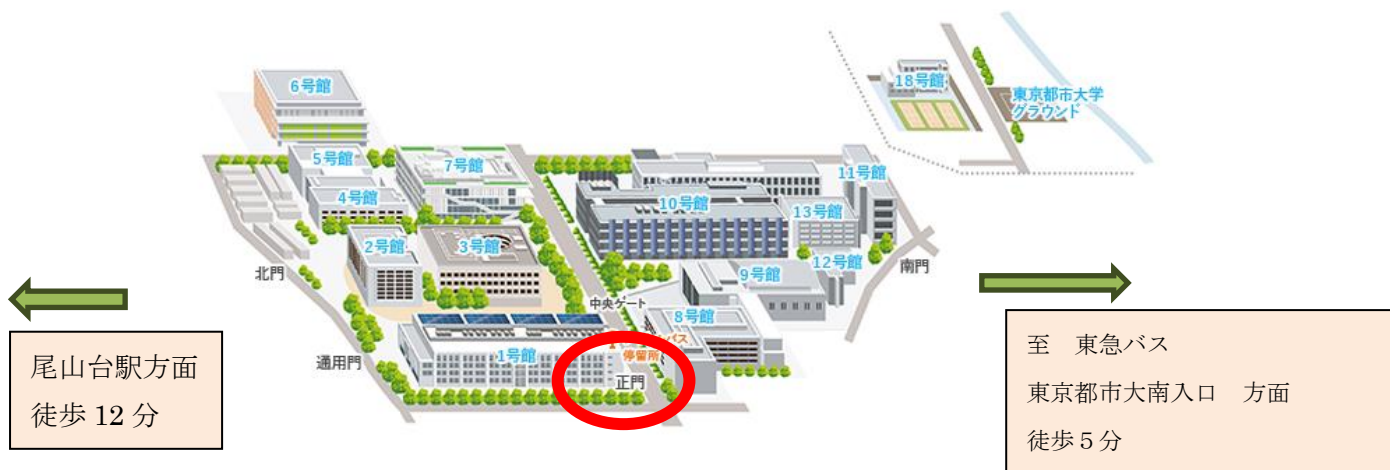 6号館
5号館
7号館
4号館
2号館
3号館
北門
通用門
1号館
中央ゲート
バス
停留所
正門
8号館
9号館
10号館
11号館
13号館
12号館
南門
18号館
東京都市大学
グラウンド
尾山台駅方面
徒歩 12 分
至　東急バス
東京都市大南入口　方面
徒歩５分